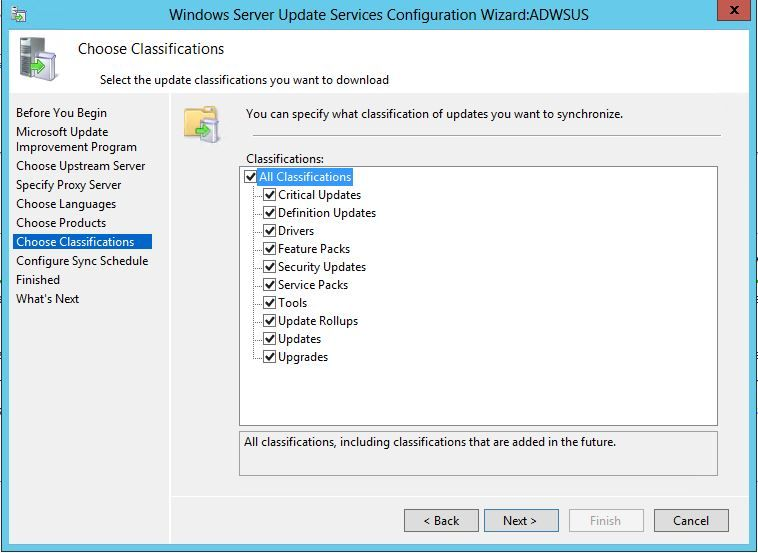 Windows Server Update Services Configuration Wizard:ADWSUS
x
Choose Classifications
Select the update classifications you want to download
Before You Begin
Microsoft Update
Improvement Program
Choose Upstream Server
Specify Proxy Server
Choose Languages
Choose Products
Choose Classifications
Configure Sync Schedule
Finished
What's Next
You can specify what classification of updates you want to synchronize.
Classifications:
All Classifications
Critical Updates
Definition Updates
Drivers
Feature Packs
Security Updates
Service Packs
Tools
Update Rollups
Updates
Upgrades
All classifications, including classifications that are added in the future.
< Back
Next >
Finish
Cancel